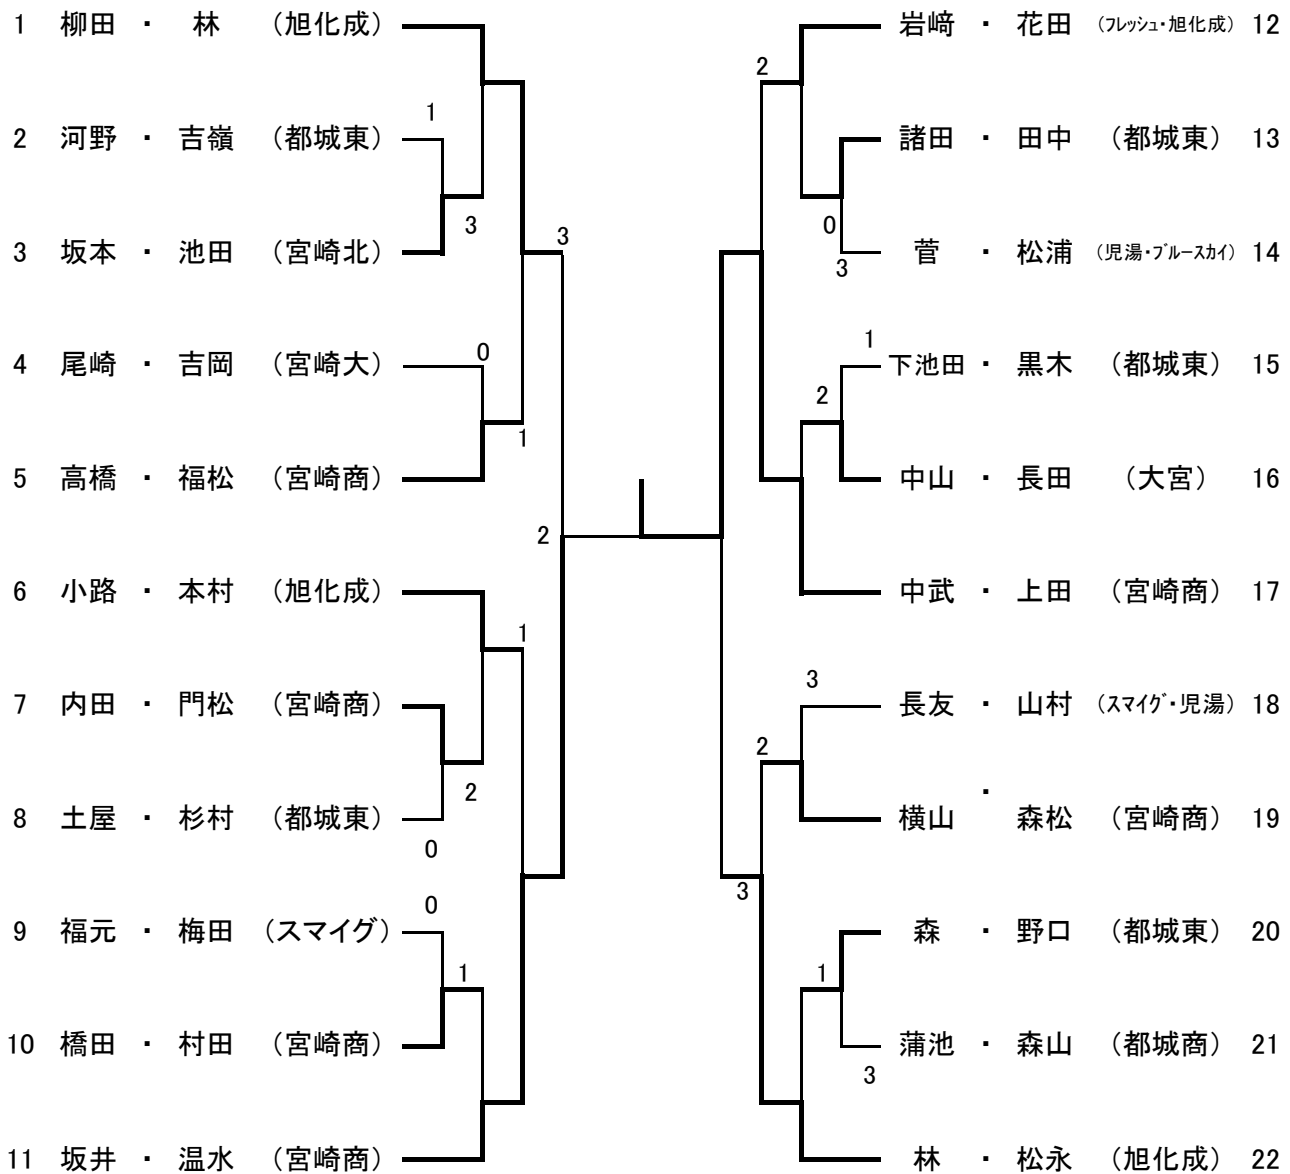 1 柳田 ・ 林 （旭化成）
1
2 河野 ・ 吉嶺 （都城東）
3
3 坂本 ・ 池田 （宮崎北）
3
0
4 尾崎 ・ 吉岡 （宮崎大）
1
5 高橋 ・ 福松 （宮崎商）
2
6 小路 ・ 本村 （旭化成）
1
7 内田 ・ 門松 （宮崎商）
2
8 土屋 ・ 杉村 （都城東）
0
0
9 福元 ・ 梅田 （スマイグ）
1
10 橋田 ・ 村田 （宮崎商）
11 坂井 ・ 温水 （宮崎商）
岩﨑 ・ 花田 （フレッシュ・旭化成） 12
2
諸田 ・ 田中 （都城東） 13
0
菅 ・ 松浦 （児湯・ブルースカイ） 14
3
1
下池田 ・ 黒木 （都城東） 15
2
中山 ・ 長田 （大宮） 16
中武 ・ 上田 （宮崎商） 17
3
長友 ・ 山村 （スマイグ・児湯） 18
2
横山 ・ 森松 （宮崎商） 19
3
森 ・ 野口 （都城東） 20
1
蒲池 ・ 森山 （都城商） 21
3
林 ・ 松永 （旭化成） 22